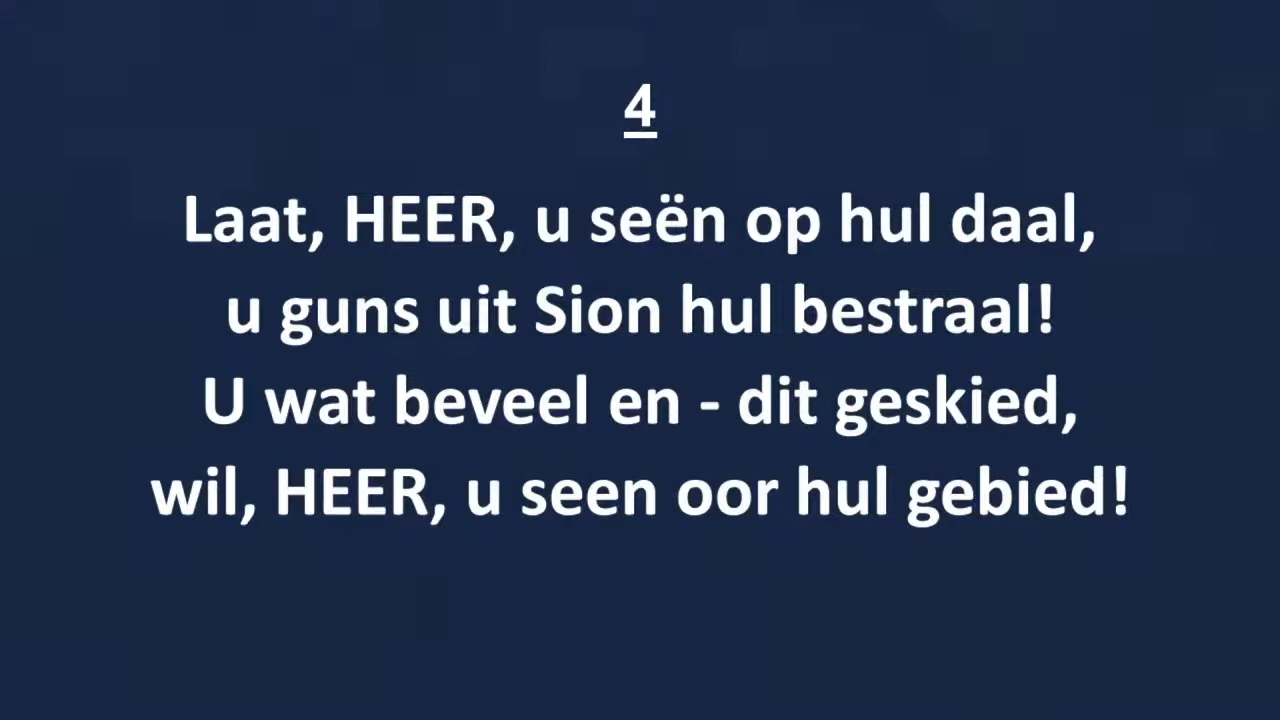 4
Laat, HEER, u seën op hul daal,
u guns uit Sion hul bestraal!
U wat beveel en - dit geskied,
wil, HEER, u seen oor hul gebied!